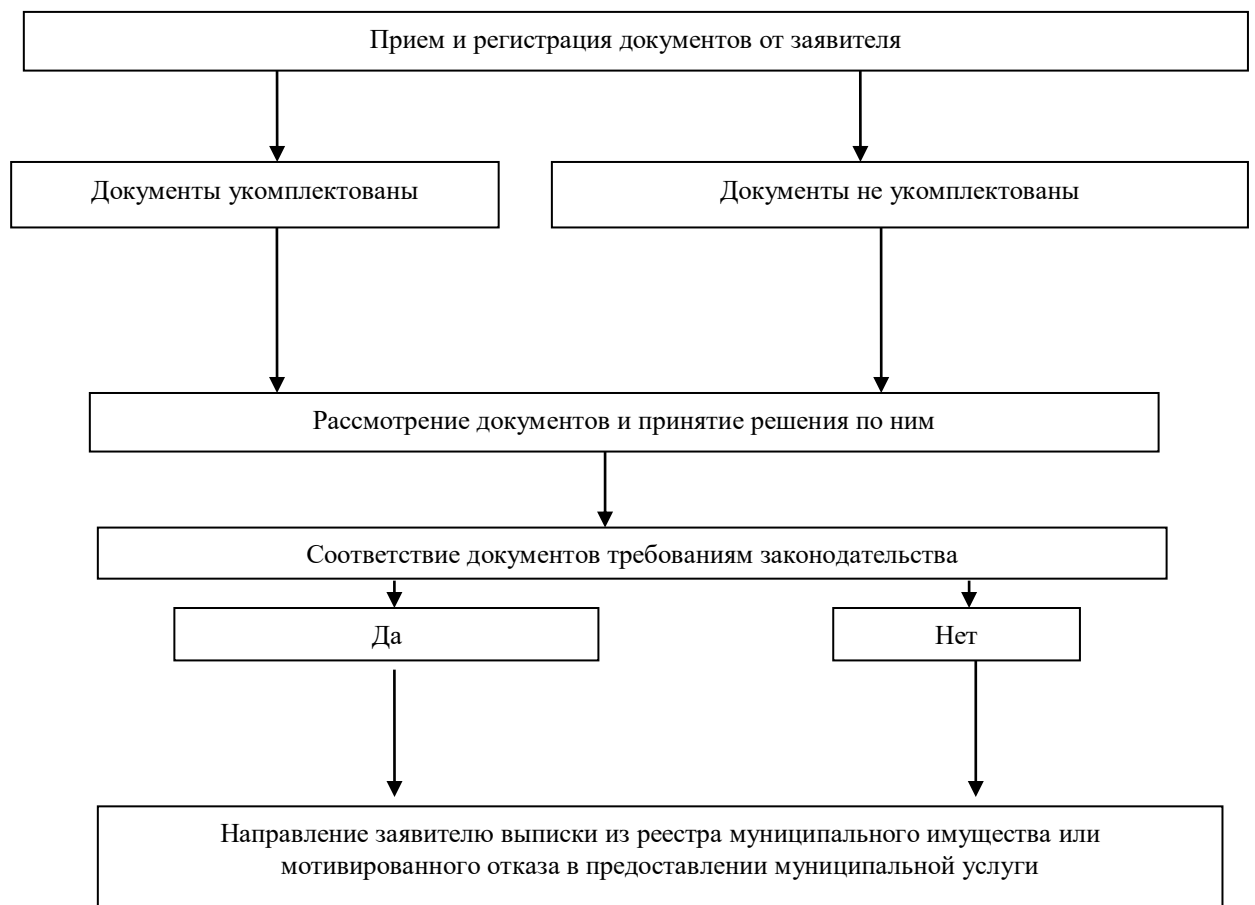 Прием и регистрация документов от заявителя
Документы укомплектованы
Документы не укомплектованы
Рассмотрение документов и принятие решения по ним
Соответствие документов требованиям законодательства
Да
Нет
Направление заявителю выписки из реестра муниципального имущества или
мотивированного отказа в предоставлении муниципальной услуги